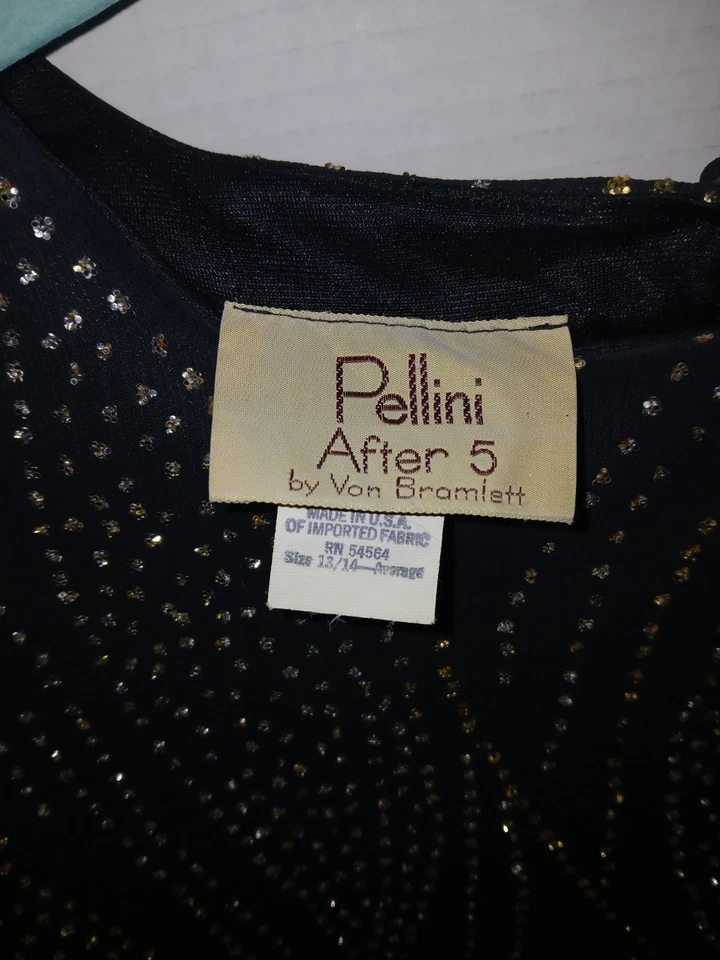 Pellini
After 5
by Von Bramlett
MADE IN U.S.A.
OF IMPORTED FABRIC
RN 54564
Size 13/14—Average